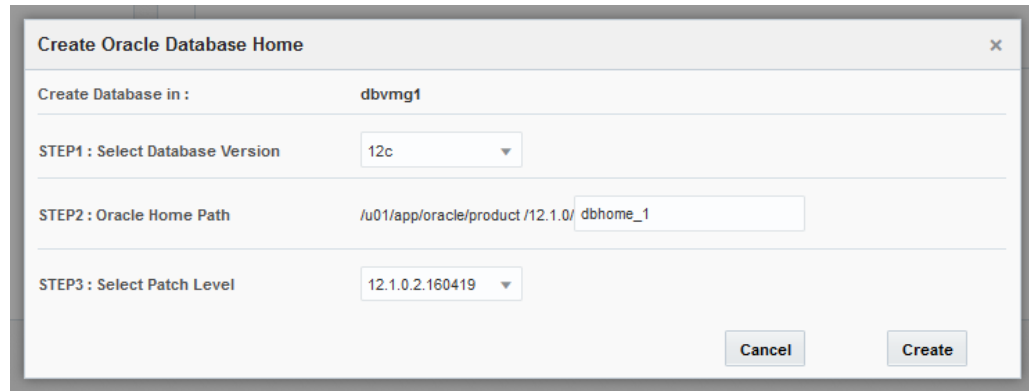 Create Oracle Database Home ×
Create Database in : dbvmg1
STEP1 : Select Database Version 12c
STEP2 : Oracle Home Path /u01/app/oracle/product /12.1.0/ dbhome_1
STEP3 : Select Patch Level 12.1.0.2.160419
Cancel Create